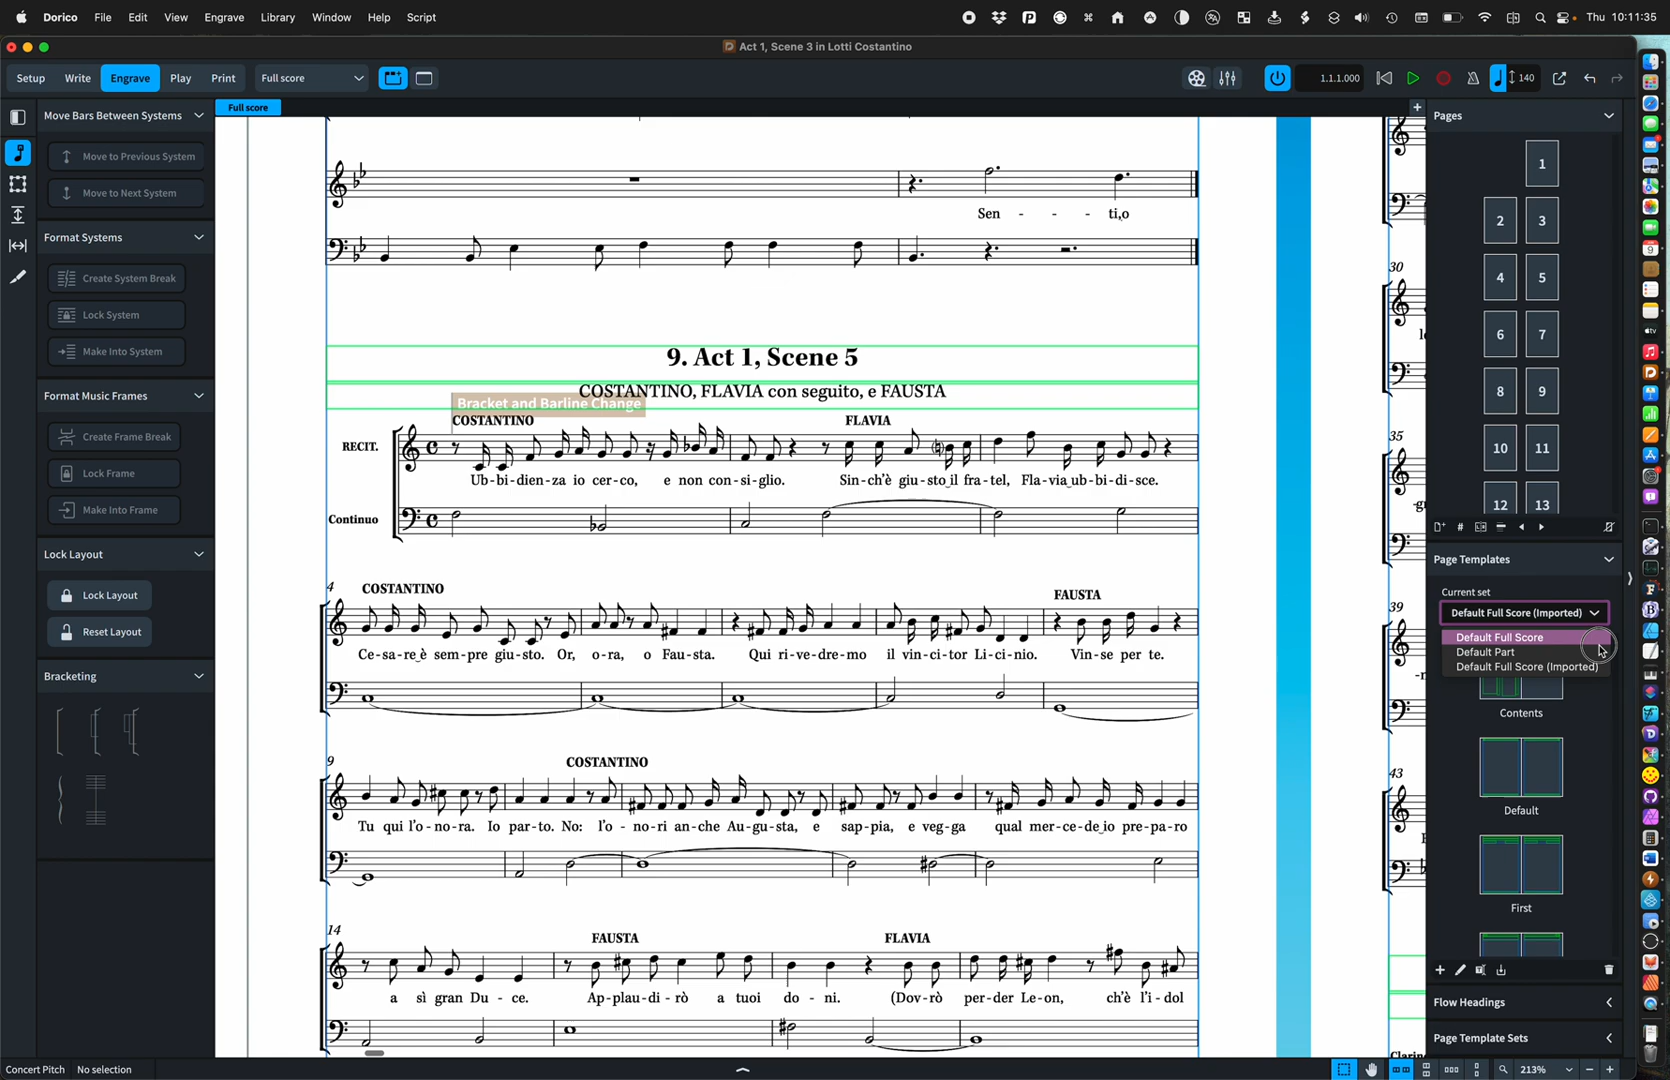 Dorico File Edit View Engrave Library Window Help Script
Thu 10:11:35
Act 1, Scene 3 in Lotti Costantino
Setup Write Engrave Play Print Full score
1.1.1.000
140
Full score
Move Bars Between Systems
Move to Previous System
Move to Next System
Format Systems
Create System Break
Lock System
Make Into System
Format Music Frames
Create Frame Break
Lock Frame
Make Into Frame
Lock Layout
Lock Layout
Reset Layout
Bracketing
Sen - - - ti,o
9. Act 1, Scene 5
COSTANTINO, FLAVIA con seguito, e FAUSTA
Bracket and Barline Change
COSTANTINO FLAVIA
RECIT.
Ub-bi-dien-za io cer-co, e non con-si-glio. Sin-ch'è giu-sto‿il fra-tel, Fla-via‿ub-bi-di-sce.
Continuo
4 COSTANTINO FAUSTA
Ce-sa-re‿è sem-pre giu-sto. Or, o-ra, o Fau-sta. Qui ri-ve-dre-mo il vin-ci-tor Li-ci-nio. Vin-se per te.
9 COSTANTINO
Tu qui l'o-no-ra. Io par-to. No: l'o-no-ri an-che Au-gu-sta, e sap-pia, e veg-ga qual mer-ce-de‿io pre-pa-ro
14 FAUSTA FLAVIA
a sì gran Du-ce. Ap-plau-di-rò a tuoi do-ni. (Dov-rò per-der Le-on, ch'è l'i-dol
30
35
39
43
Pages
1
2 3
4 5
6 7
8 9
10 11
12 13
Page Templates
Current set
Default Full Score (Imported)
Default Full Score
Default Part
Default Full Score (Imported)
Contents
Default
First
Flow Headings
Page Template Sets
Concert Pitch No selection
213%